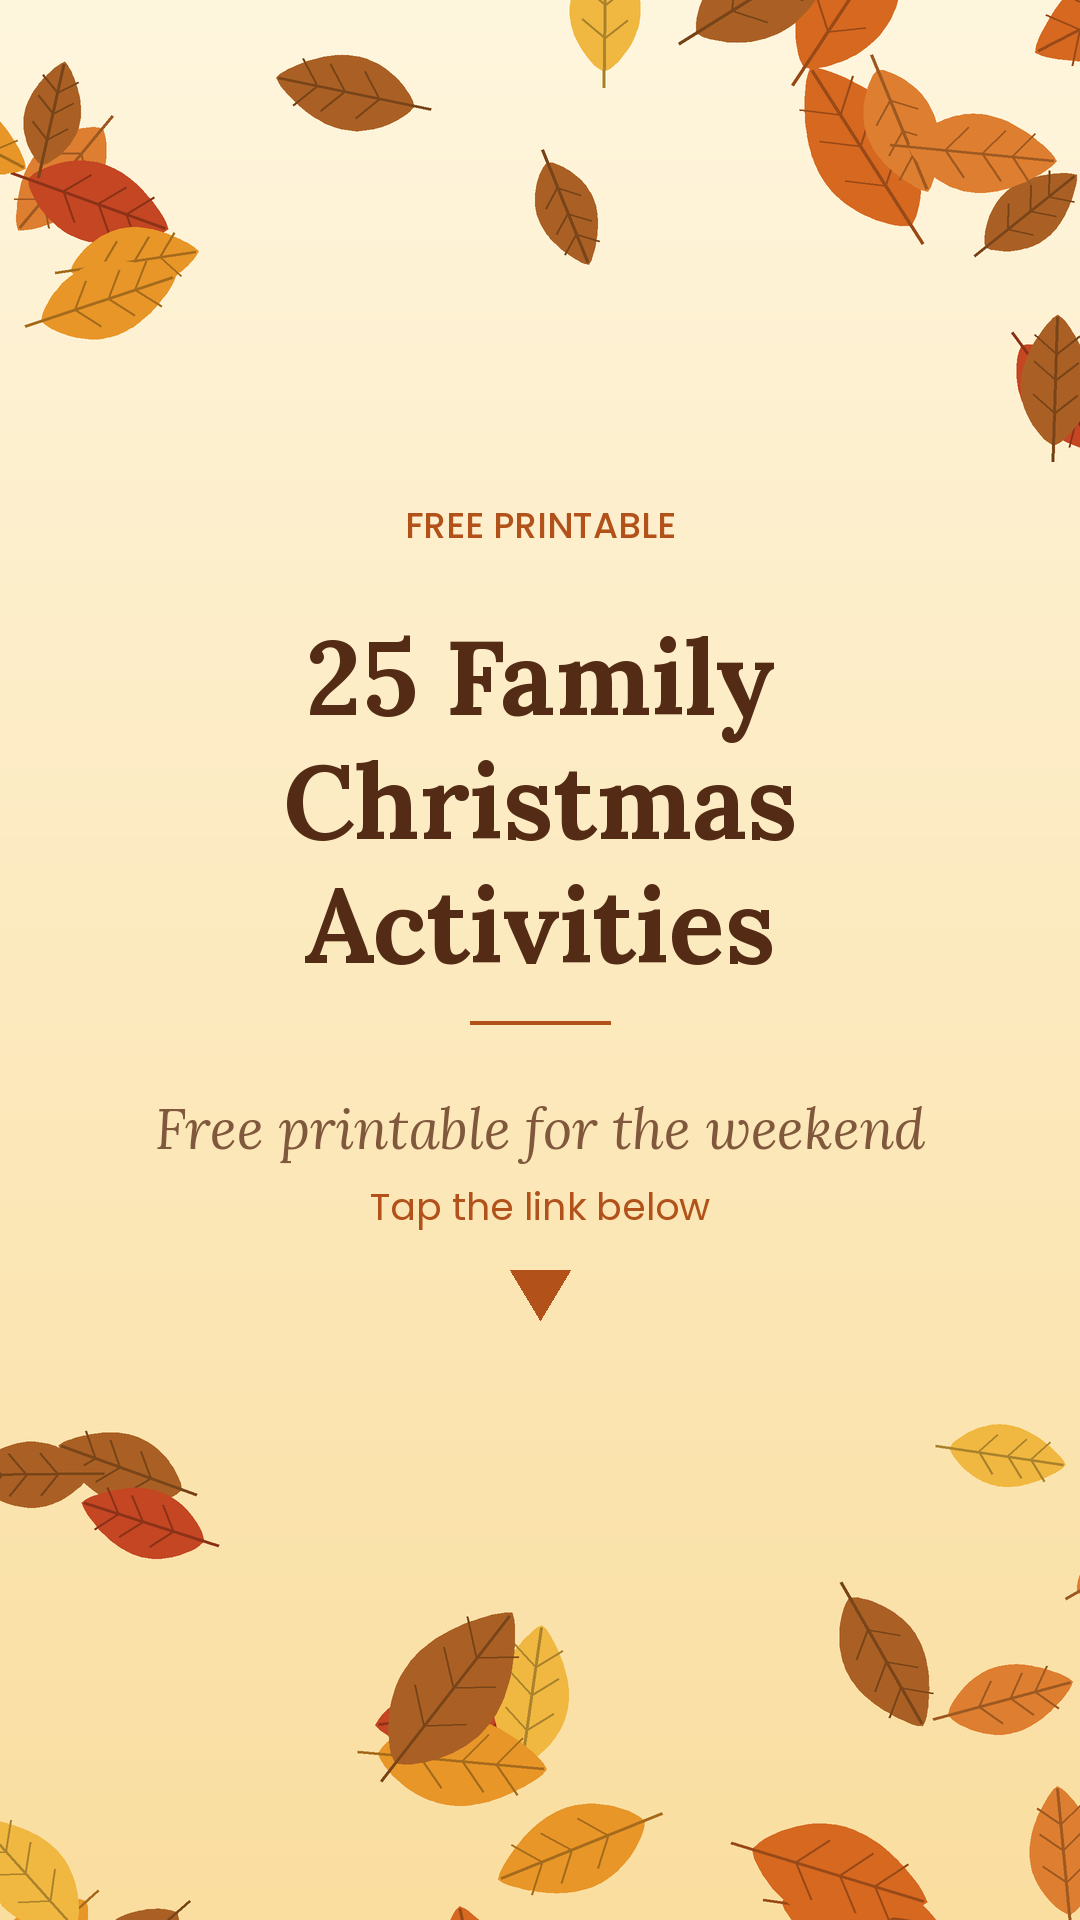 FREE PRINTABLE
25 Family
Christmas
Activities
Free printable for the weekend
Tap the link below